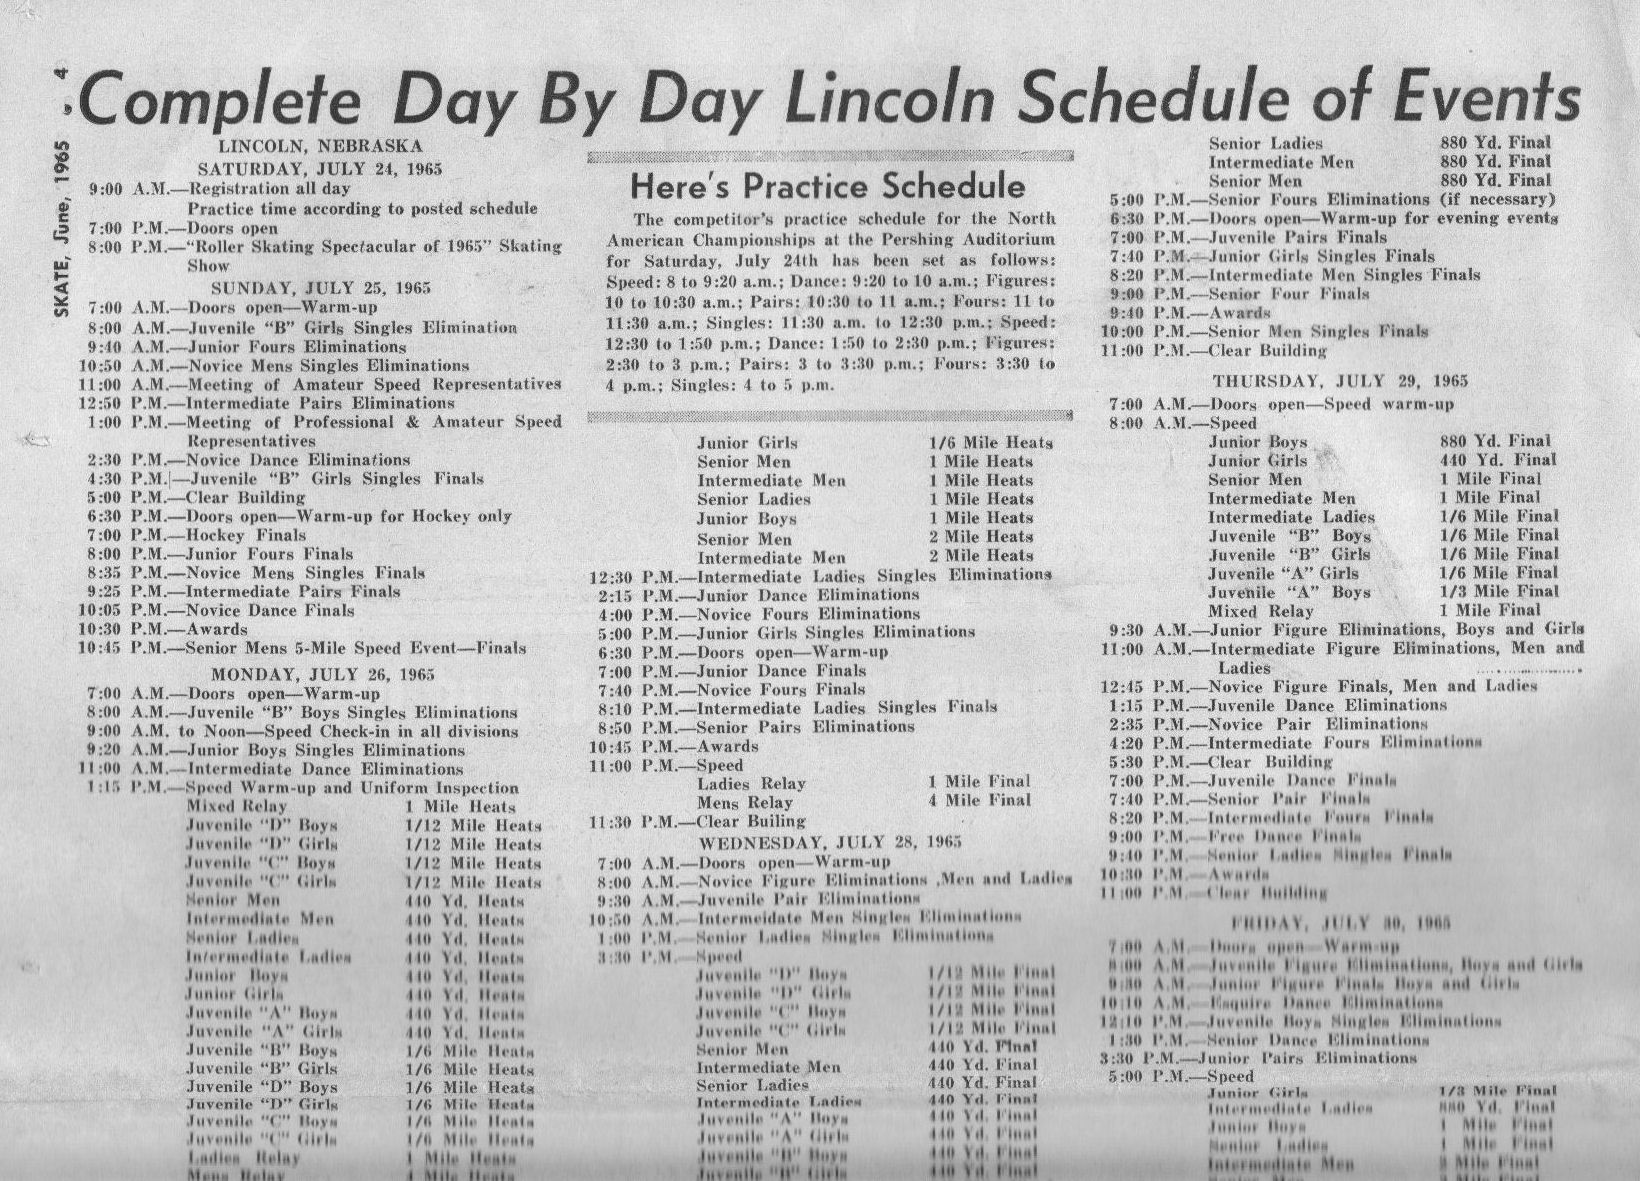 SKATE, June, 1965 , 4
Complete Day By Day Lincoln Schedule of Events
LINCOLN, NEBRASKA
SATURDAY, JULY 24, 1965
9:00 A.M.—Registration all day
Practice time according to posted schedule
7:00 P.M.—Doors open
8:00 P.M.—“Roller Skating Spectacular of 1965” Skating
Show
SUNDAY, JULY 25, 1965
7:00 A.M.—Doors open—Warm-up
8:00 A.M.—Juvenile “B” Girls Singles Elimination
9:40 A.M.—Junior Fours Eliminations
10:50 A.M.—Novice Mens Singles Eliminations
11:00 A.M.—Meeting of Amateur Speed Representatives
12:50 P.M.—Intermediate Pairs Eliminations
1:00 P.M.—Meeting of Professional & Amateur Speed
Representatives
2:30 P.M.—Novice Dance Eliminations
4:30 P.M.—Juvenile “B” Girls Singles Finals
5:00 P.M.—Clear Building
6:30 P.M.—Doors open—Warm-up for Hockey only
7:00 P.M.—Hockey Finals
8:00 P.M.—Junior Fours Finals
8:35 P.M.—Novice Mens Singles Finals
9:25 P.M.—Intermediate Pairs Finals
10:05 P.M.—Novice Dance Finals
10:30 P.M.—Awards
10:45 P.M.—Senior Mens 5-Mile Speed Event—Finals
MONDAY, JULY 26, 1965
7:00 A.M.—Doors open—Warm-up
8:00 A.M.—Juvenile “B” Boys Singles Eliminations
9:00 A.M. to Noon—Speed Check-in in all divisions
9:20 A.M.—Junior Boys Singles Eliminations
11:00 A.M.—Intermediate Dance Eliminations
1:15 P.M.—Speed Warm-up and Uniform Inspection
Mixed Relay 1 Mile Heats
Juvenile “D” Boys 1/12 Mile Heats
Juvenile “D” Girls 1/12 Mile Heats
Juvenile “C” Boys 1/12 Mile Heats
Juvenile “C” Girls 1/12 Mile Heats
Senior Men 440 Yd. Heats
Intermediate Men 440 Yd. Heats
Senior Ladies 440 Yd. Heats
Intermediate Ladies 440 Yd. Heats
Junior Boys 440 Yd. Heats
Junior Girls 440 Yd. Heats
Juvenile “A” Boys 440 Yd. Heats
Juvenile “A” Girls 440 Yd. Heats
Juvenile “B” Boys 1/6 Mile Heats
Juvenile “B” Girls 1/6 Mile Heats
Juvenile “D” Boys 1/6 Mile Heats
Juvenile “D” Girls 1/6 Mile Heats
Juvenile “C” Boys 1/6 Mile Heats
Juvenile “C” Girls 1/6 Mile Heats
Ladies Relay 1 Mile Heats
Mens Relay 4 Mile Heats
Here’s Practice Schedule
The competitor’s practice schedule for the North
American Championships at the Pershing Auditorium
for Saturday, July 24th has been set as follows:
Speed: 8 to 9:20 a.m.; Dance: 9:20 to 10 a.m.; Figures:
10 to 10:30 a.m.; Pairs: 10:30 to 11 a.m.; Fours: 11 to
11:30 a.m.; Singles: 11:30 a.m. to 12:30 p.m.; Speed:
12:30 to 1:50 p.m.; Dance: 1:50 to 2:30 p.m.; Figures:
2:30 to 3 p.m.; Pairs: 3 to 3:30 p.m.; Fours: 3:30 to
4 p.m.; Singles: 4 to 5 p.m.
Junior Girls 1/6 Mile Heats
Senior Men 1 Mile Heats
Intermediate Men 1 Mile Heats
Senior Ladies 1 Mile Heats
Junior Boys 1 Mile Heats
Senior Men 2 Mile Heats
Intermediate Men 2 Mile Heats
12:30 P.M.—Intermediate Ladies Singles Eliminations
2:15 P.M.—Junior Dance Eliminations
4:00 P.M.—Novice Fours Eliminations
5:00 P.M.—Junior Girls Singles Eliminations
6:30 P.M.—Doors open—Warm-up
7:00 P.M.—Junior Dance Finals
7:40 P.M.—Novice Fours Finals
8:10 P.M.—Intermediate Ladies Singles Finals
8:50 P.M.—Senior Pairs Eliminations
10:45 P.M.—Awards
11:00 P.M.—Speed
Ladies Relay 1 Mile Final
Mens Relay 4 Mile Final
11:30 P.M.—Clear Builing
WEDNESDAY, JULY 28, 1965
7:00 A.M.—Doors open—Warm-up
8:00 A.M.—Novice Figure Eliminations ,Men and Ladies
9:30 A.M.—Juvenile Pair Eliminations
10:50 A.M.—Intermeidate Men Singles Eliminations
1:00 P.M.—Senior Ladies Singles Eliminations
3:30 P.M.—Speed
Juvenile “D” Boys 1/12 Mile Final
Juvenile “D” Girls 1/12 Mile Final
Juvenile “C” Boys 1/12 Mile Final
Juvenile “C” Girls 1/12 Mile Final
Senior Men 440 Yd. Final
Intermediate Men 440 Yd. Final
Senior Ladies 440 Yd. Final
Intermediate Ladies 440 Yd. Final
Juvenile “A” Boys 440 Yd. Final
Juvenile “A” Girls 440 Yd. Final
Juvenile “B” Boys 440 Yd. Final
Juvenile “B” Girls 440 Yd. Final
Senior Ladies 880 Yd. Final
Intermediate Men 880 Yd. Final
Senior Men 880 Yd. Final
5:00 P.M.—Senior Fours Eliminations (if necessary)
6:30 P.M.—Doors open—Warm-up for evening events
7:00 P.M.—Juvenile Pairs Finals
7:40 P.M.—Junior Girls Singles Finals
8:20 P.M.—Intermediate Men Singles Finals
9:00 P.M.—Senior Four Finals
9:40 P.M.—Awards
10:00 P.M.—Senior Men Singles Finals
11:00 P.M.—Clear Building
THURSDAY, JULY 29, 1965
7:00 A.M.—Doors open—Speed warm-up
8:00 A.M.—Speed
Junior Boys 880 Yd. Final
Junior Girls 440 Yd. Final
Senior Men 1 Mile Final
Intermediate Men 1 Mile Final
Intermediate Ladies 1/6 Mile Final
Juvenile “B” Boys 1/6 Mile Final
Juvenile “B” Girls 1/6 Mile Final
Juvenile “A” Girls 1/6 Mile Final
Juvenile “A” Boys 1/3 Mile Final
Mixed Relay 1 Mile Final
9:30 A.M.—Junior Figure Eliminations, Boys and Girls
11:00 A.M.—Intermediate Figure Eliminations, Men and
Ladies
12:45 P.M.—Novice Figure Finals, Men and Ladies
1:15 P.M.—Juvenile Dance Eliminations
2:35 P.M.—Novice Pair Eliminations
4:20 P.M.—Intermediate Fours Eliminations
5:30 P.M.—Clear Building
7:00 P.M.—Juvenile Dance Finals
7:40 P.M.—Senior Pair Finals
8:20 P.M.—Intermediate Fours Finals
9:00 P.M.—Free Dance Finals
9:40 P.M.—Senior Ladies Singles Finals
10:30 P.M.—Awards
11:00 P.M.—Clear Building
FRIDAY, JULY 30, 1965
7:00 A.M.—Doors open—Warm-up
8:00 A.M.—Juvenile Figure Eliminations, Boys and Girls
9:30 A.M.—Junior Figure Finals Boys and Girls
10:10 A.M.—Esquire Dance Eliminations
12:10 P.M.—Juvenile Boys Singles Eliminations
1:30 P.M.—Senior Dance Eliminations
3:30 P.M.—Junior Pairs Eliminations
5:00 P.M.—Speed
Junior Girls 1/3 Mile Final
Intermediate Ladies 880 Yd. Final
Junior Boys 1 Mile Final
Senior Ladies 1 Mile Final
Intermediate Men Mile Final